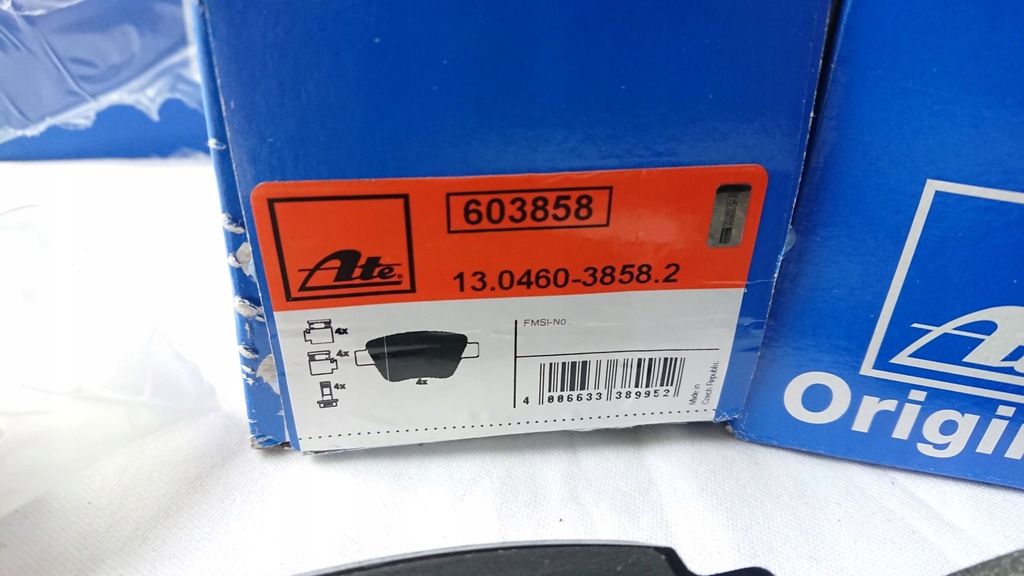 603858
Ate®
13.0460-3858.2
4x
4x
4x
4x
FMSI-No.
4 006633 389952
Made in
Czech Republic
Origi